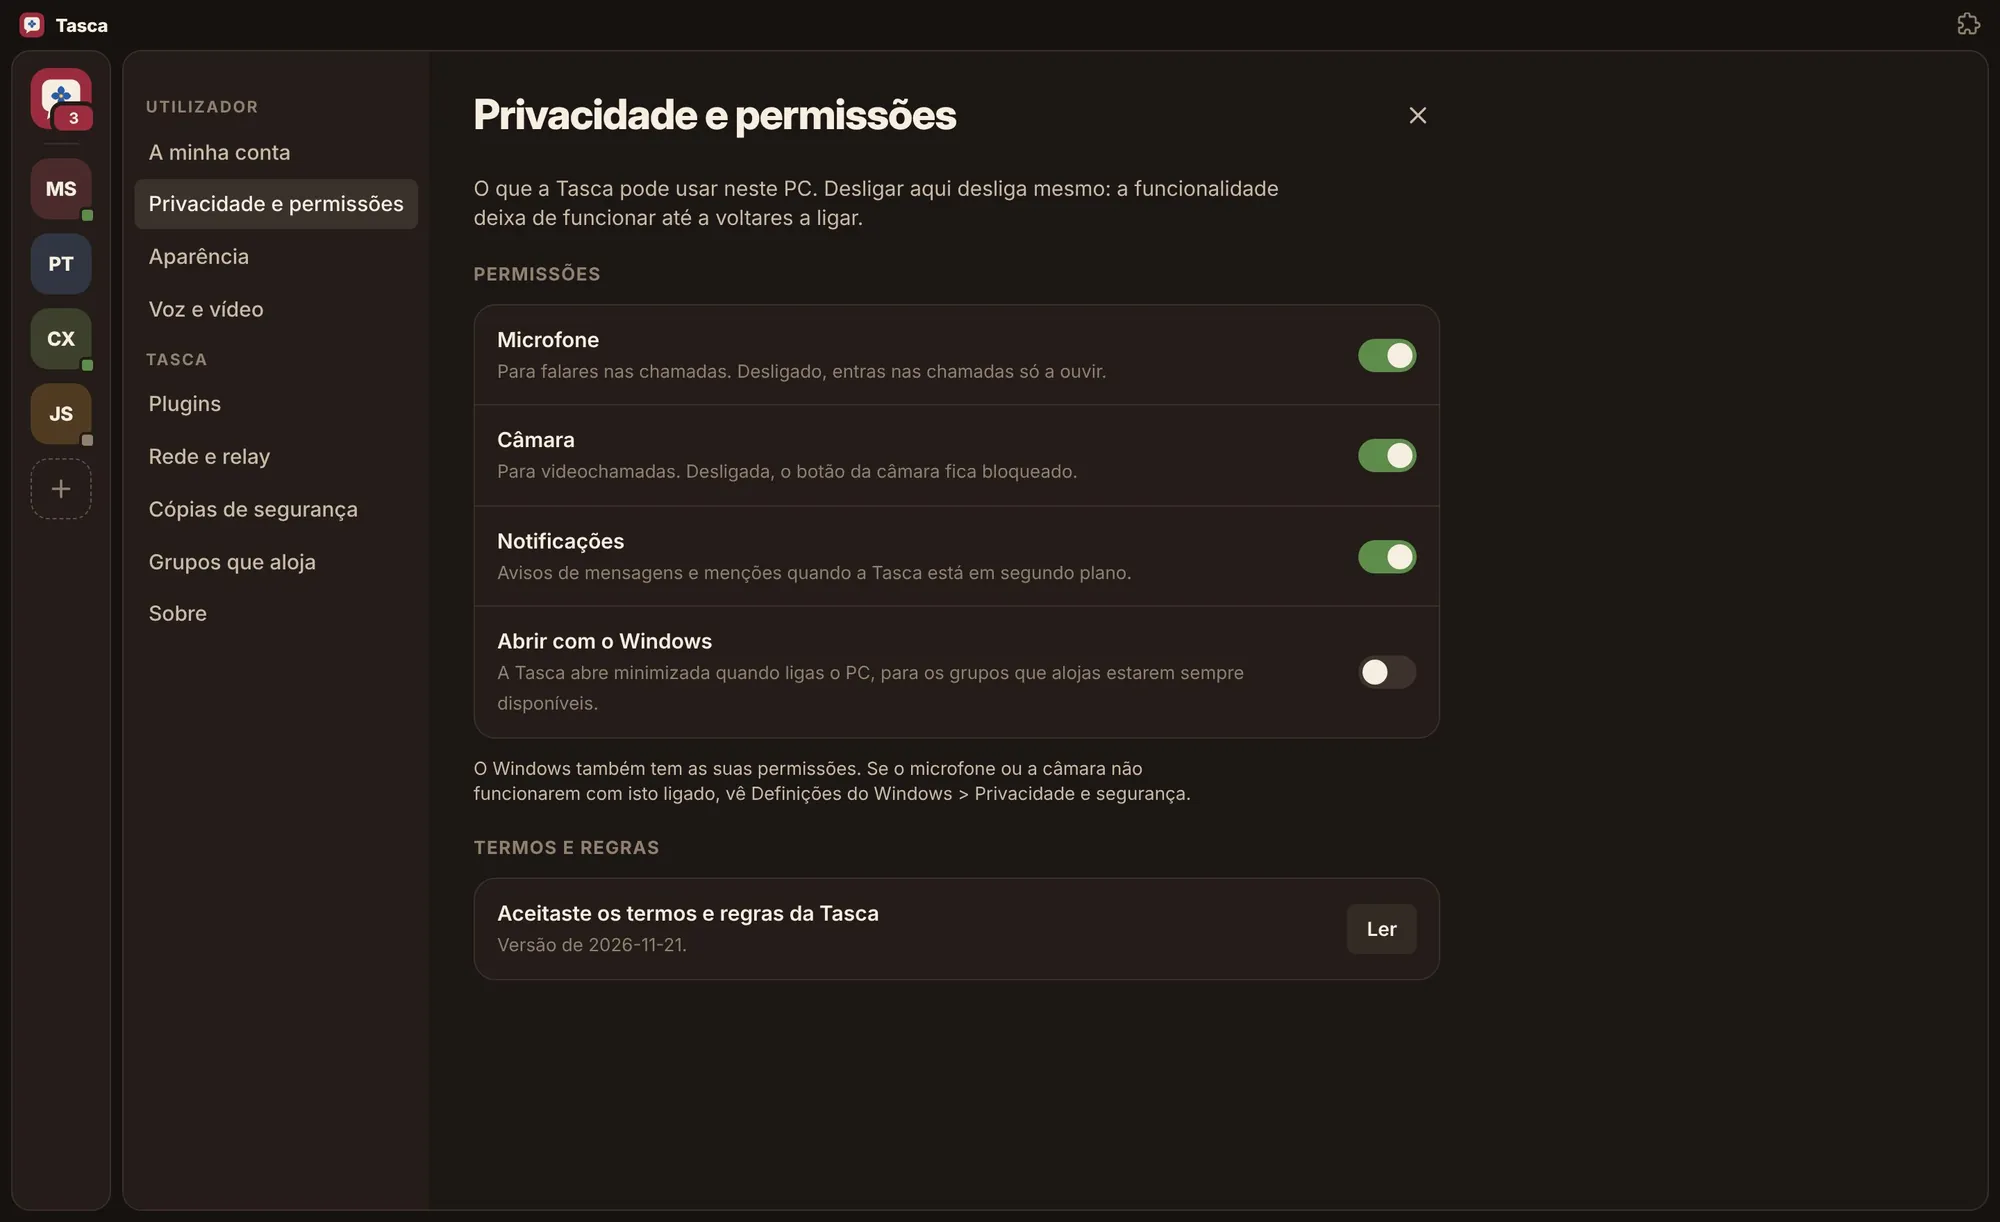 Tasca
3
MS
PT
CX
JS
UTILIZADOR
A minha conta
Privacidade e permissões
Aparência
Voz e vídeo
TASCA
Plugins
Rede e relay
Cópias de segurança
Grupos que aloja
Sobre
Privacidade e permissões
O que a Tasca pode usar neste PC. Desligar aqui desliga mesmo: a funcionalidade
deixa de funcionar até a voltares a ligar.
PERMISSÕES
Microfone
Para falares nas chamadas. Desligado, entras nas chamadas só a ouvir.
Câmara
Para videochamadas. Desligada, o botão da câmara fica bloqueado.
Notificações
Avisos de mensagens e menções quando a Tasca está em segundo plano.
Abrir com o Windows
A Tasca abre minimizada quando ligas o PC, para os grupos que alojas estarem sempre
disponíveis.
O Windows também tem as suas permissões. Se o microfone ou a câmara não
funcionarem com isto ligado, vê Definições do Windows > Privacidade e segurança.
TERMOS E REGRAS
Aceitaste os termos e regras da Tasca
Versão de 2026-11-21.
Ler